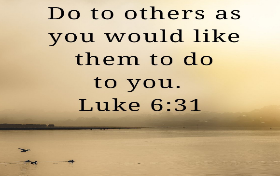 Do to others as
you would like
them to do
to you.
Luke 6:31